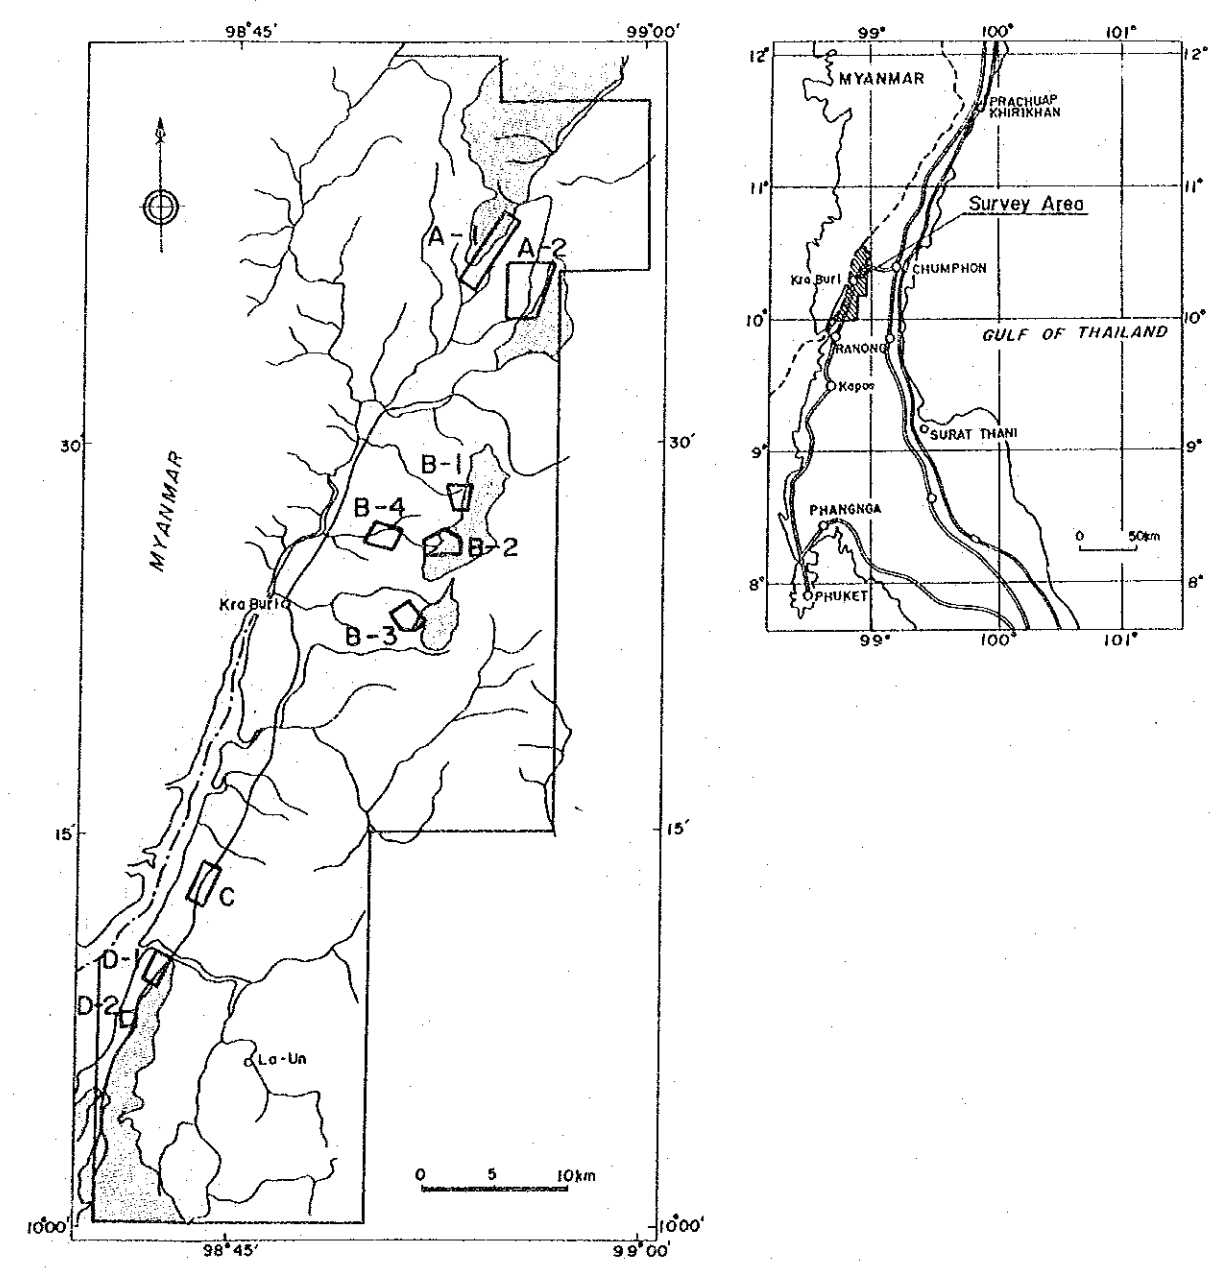 98°45'
99°00'
A-1
A-2
30'
30'
B-1
B-4
B-2
MYANMAR
Kra Buri
B-3
15'
15'
C
D-1
D-2
La-Un
0 5 10km
10°00'
10°00'
98°45'
99°00'
99° 100° 101°
12°
12°
MYANMAR
PRACHUAP
KHIRIKHAN
11°
11°
Survey Area
CHUMPHON
Kra Buri
10°
10°
GULF OF THAILAND
RANONG
Kapoe
SURAT THANI
9°
9°
PHANGNGA
0 50km
8°
8°
PHUKET
99° 100° 101°